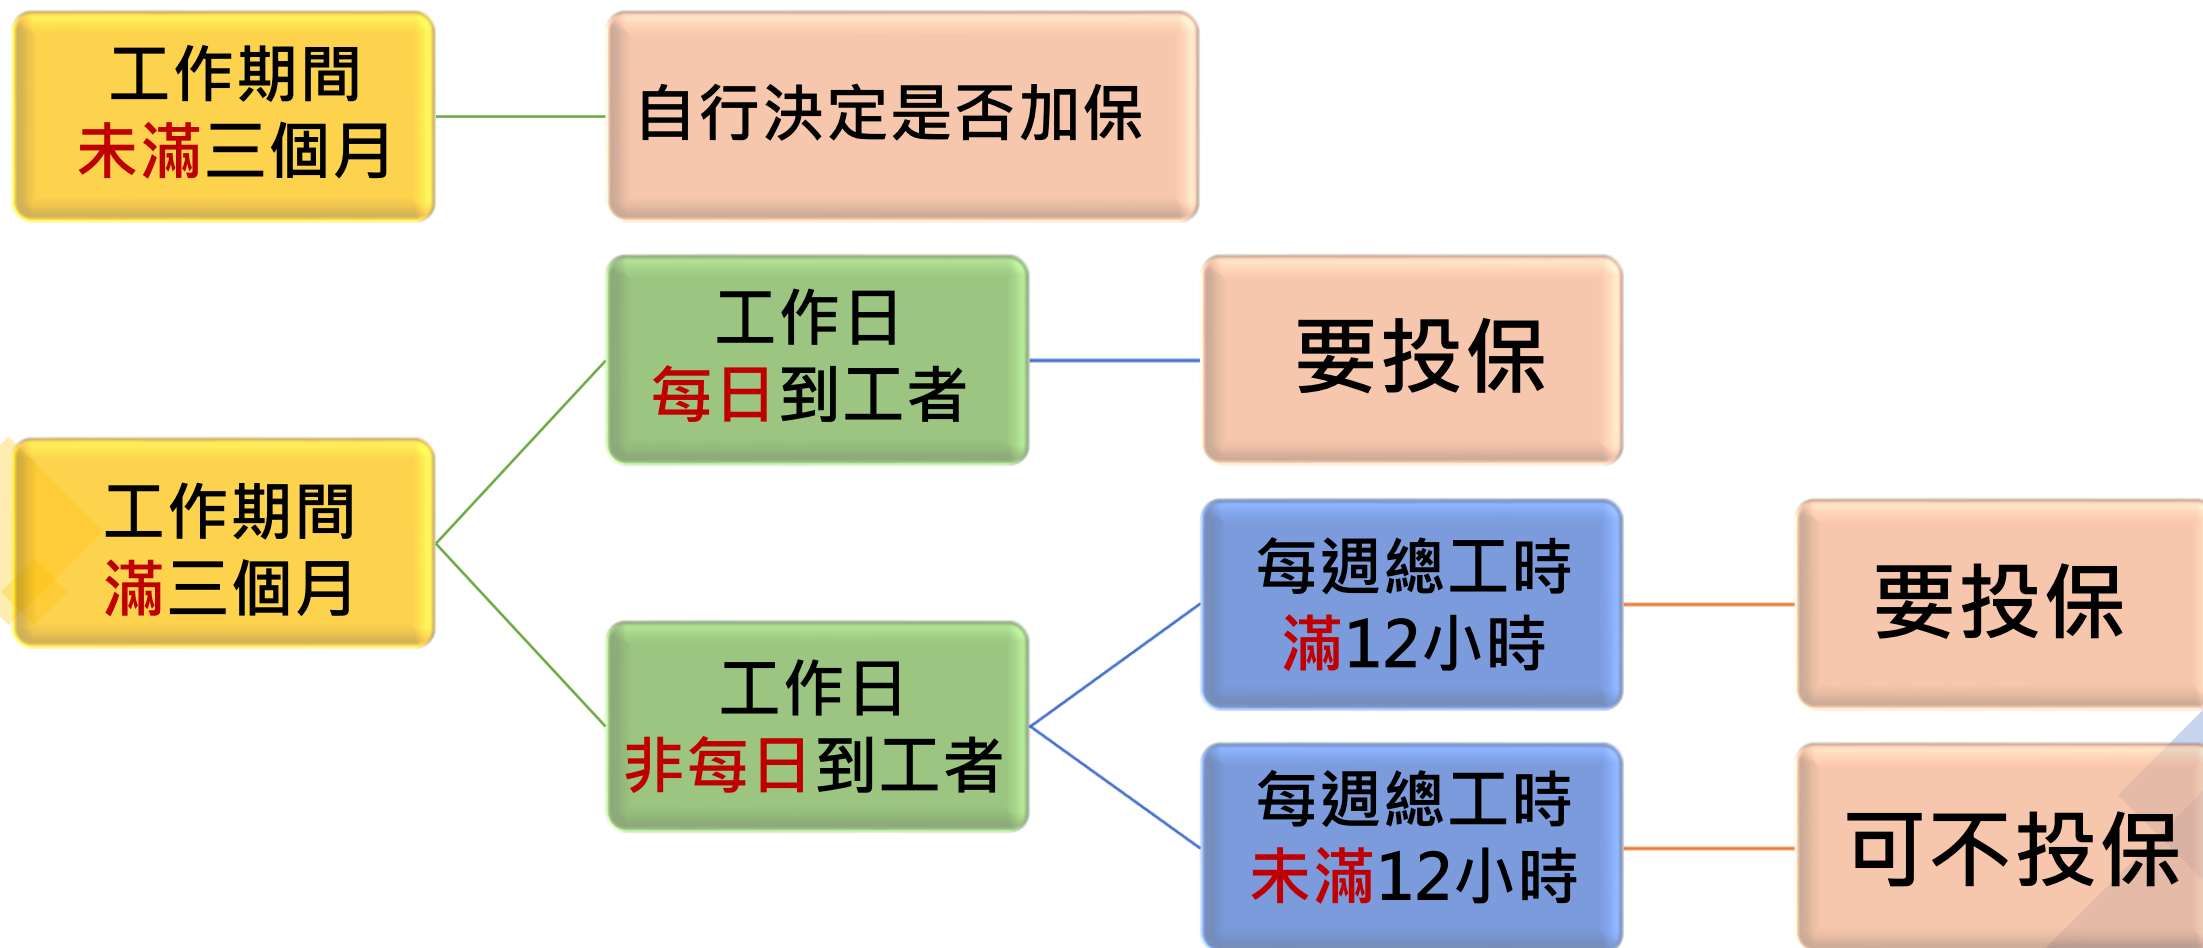 工作期間
未滿三個月
自行決定是否加保
工作日
每日到工者
要投保
工作期間
滿三個月
工作日
非每日到工者
每週總工時
滿12小時
要投保
每週總工時
未滿12小時
可不投保